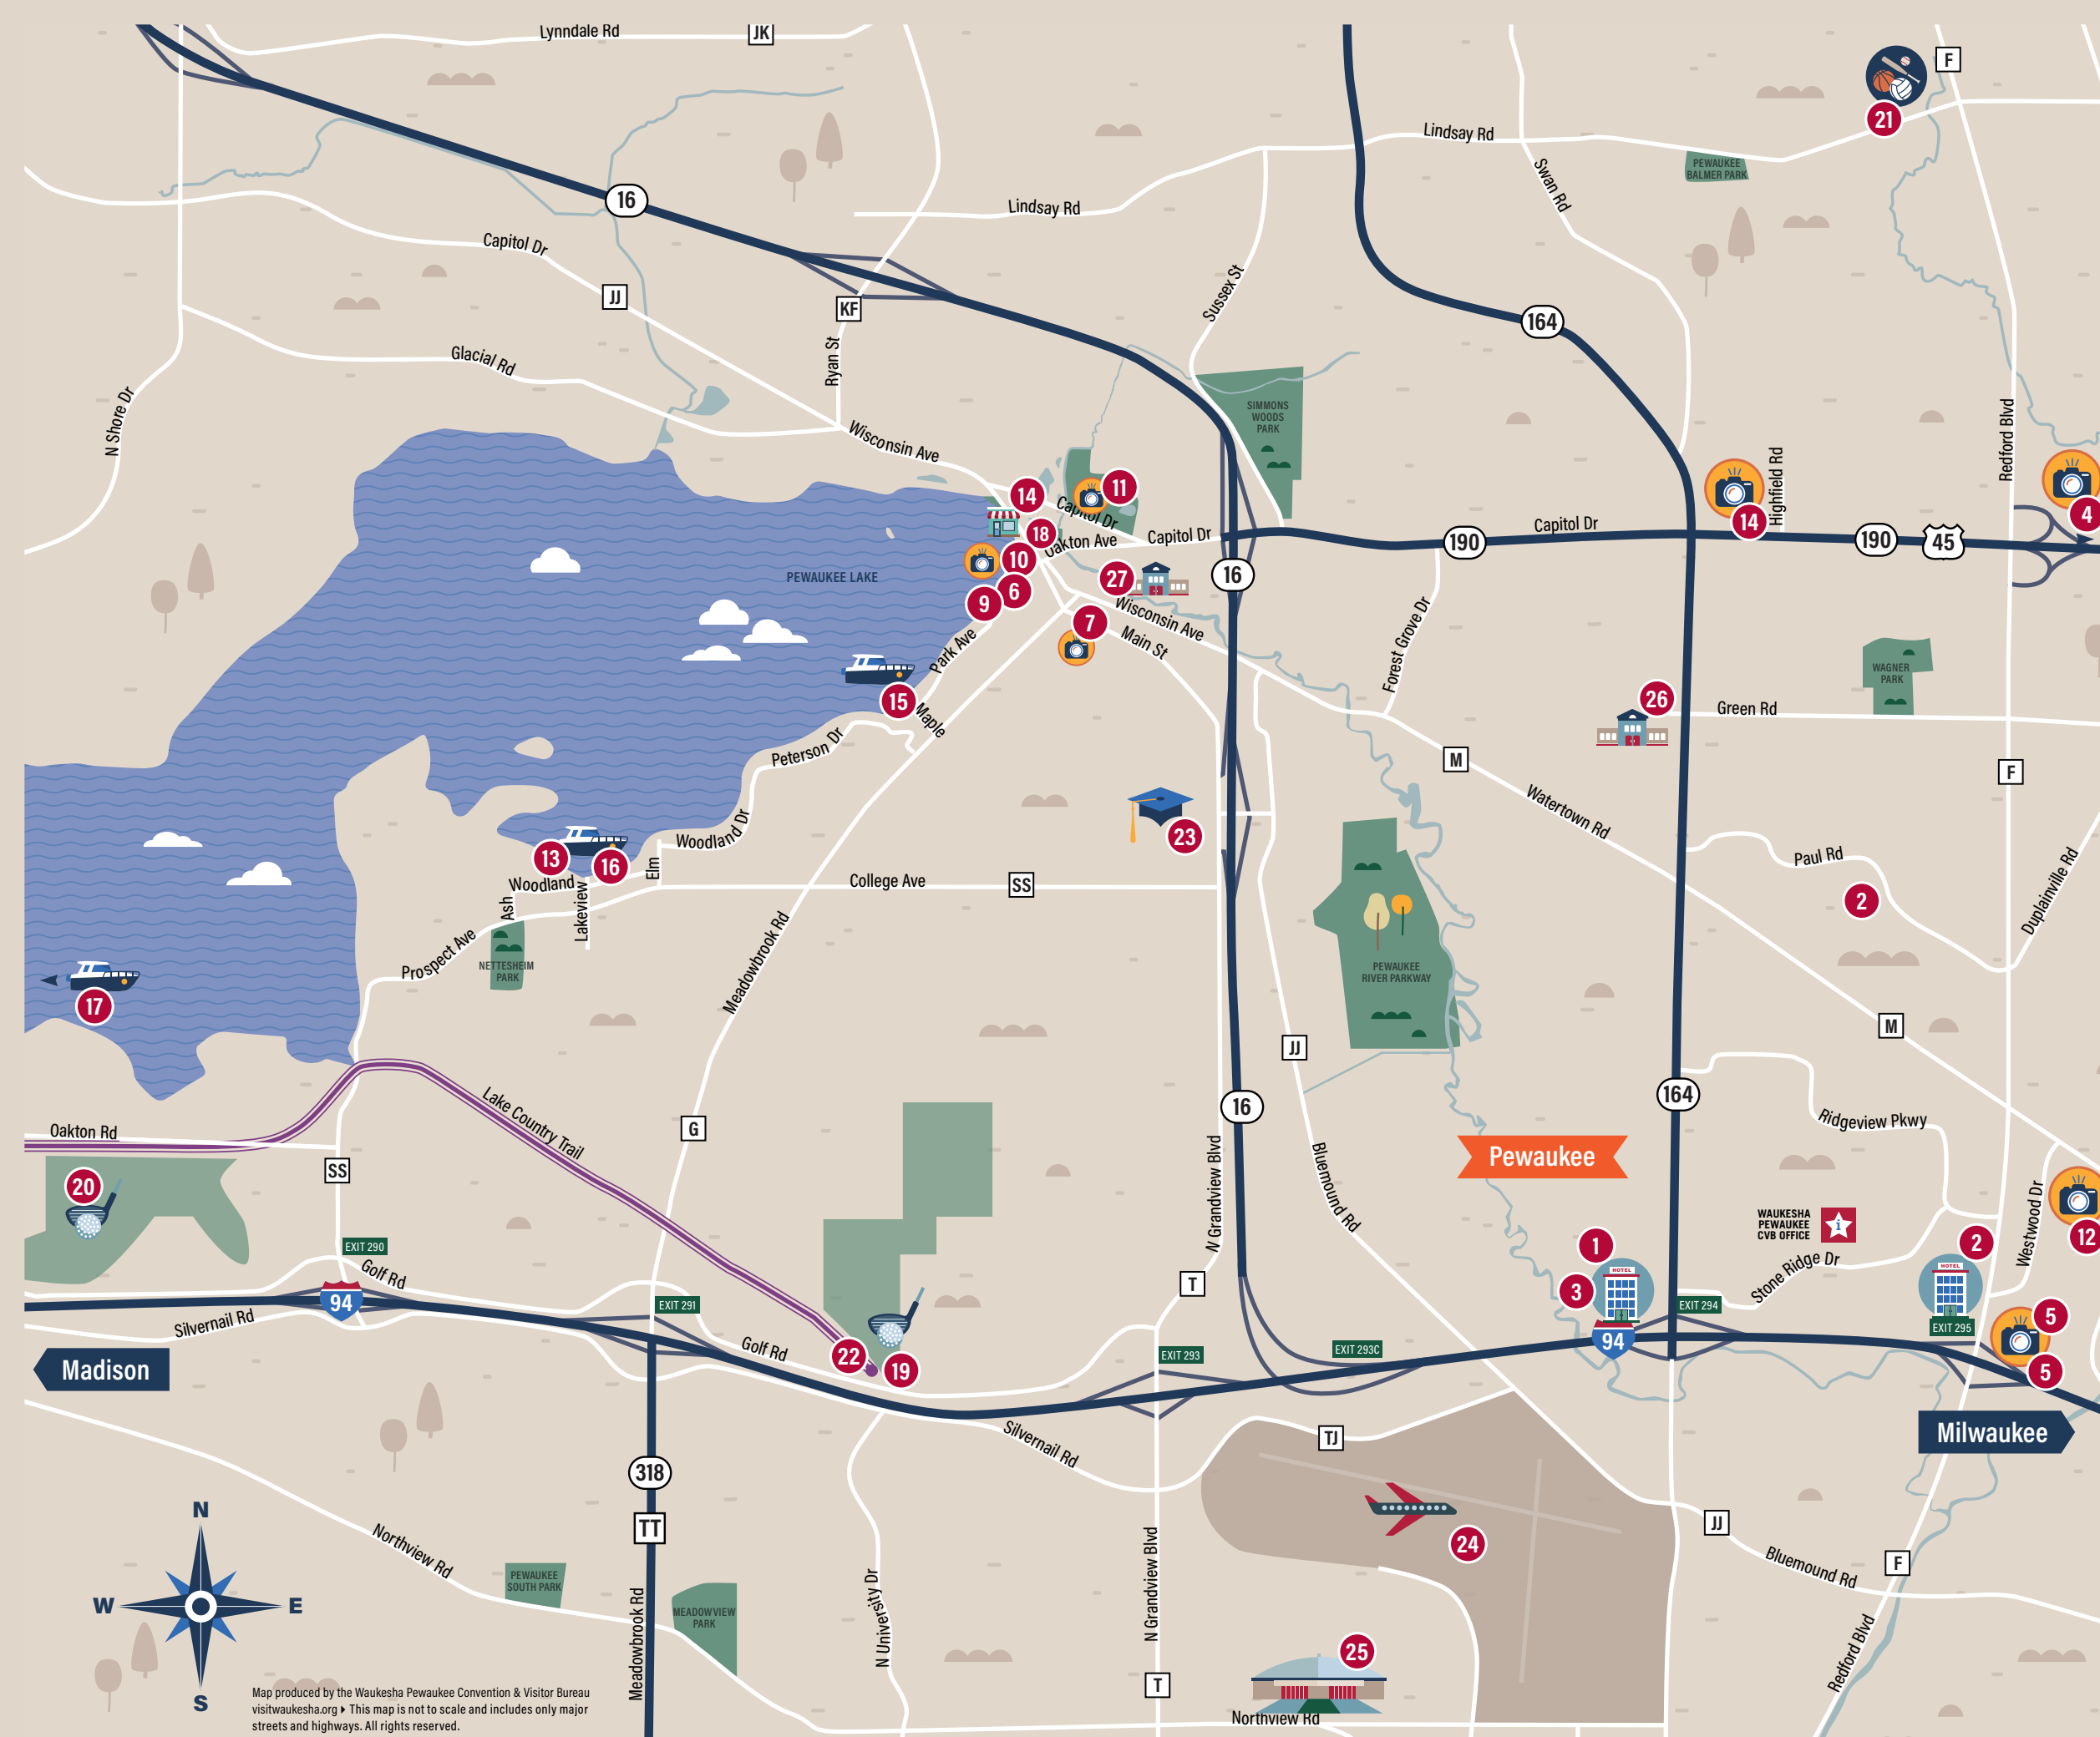 Lynndale Rd
JK
F
21
Lindsay Rd
PEWAUKEE
BALMER PARK
Swan Rd
16
Lindsay Rd
Capitol Dr
JJ
KF
Sussex St
164
Ryan St
Glacial Rd
N Shore Dr
SIMMONS
WOODS
PARK
Redford Blvd
Wisconsin Ave
Highfield Rd
14
11
Capitol Dr
14
4
18
Oakton Ave
Capitol Dr
190
Capitol Dr
190
45
10
16
PEWAUKEE LAKE
27
6
9
7
Wisconsin Ave
Main St
Park Ave
Forest Grove Dr
WAGNER
PARK
15
Maple
26
Green Rd
Peterson Dr
M
F
Watertown Rd
23
Woodland Dr
Paul Rd
13
16
Elm
Woodland
College Ave
SS
Ash
Lakeview
2
Duplainville Rd
Prospect Ave
NETTESHEIM
PARK
Meadowbrook Rd
PEWAUKEE
RIVER PARKWAY
17
M
JJ
164
16
Lake Country Trail
G
Oakton Rd
Ridgeview Pkwy
Pewaukee
SS
N Grandview Blvd
Bluemound Rd
20
WAUKESHA
PEWAUKEE
CVB OFFICE
i
Westwood Dr
12
EXIT 290
Golf Rd
1
2
HOTEL
HOTEL
T
Stone Ridge Dr
3
94
EXIT 291
EXIT 294
5
EXIT 295
Silvernail Rd
94
Golf Rd
22
19
EXIT 293
EXIT 293C
5
Madison
Milwaukee
Silvernail Rd
TJ
318
N
TT
24
JJ
Northview Rd
Bluemound Rd
F
PEWAUKEE
SOUTH PARK
W
E
MEADOWVIEW
PARK
Meadowbrook Rd
N University Dr
N Grandview Blvd
25
Redford Blvd
T
S
Northview Rd
Map produced by the Waukesha Pewaukee Convention & Visitor Bureau
visitwaukesha.org ▸ This map is not to scale and includes only major
streets and highways. All rights reserved.